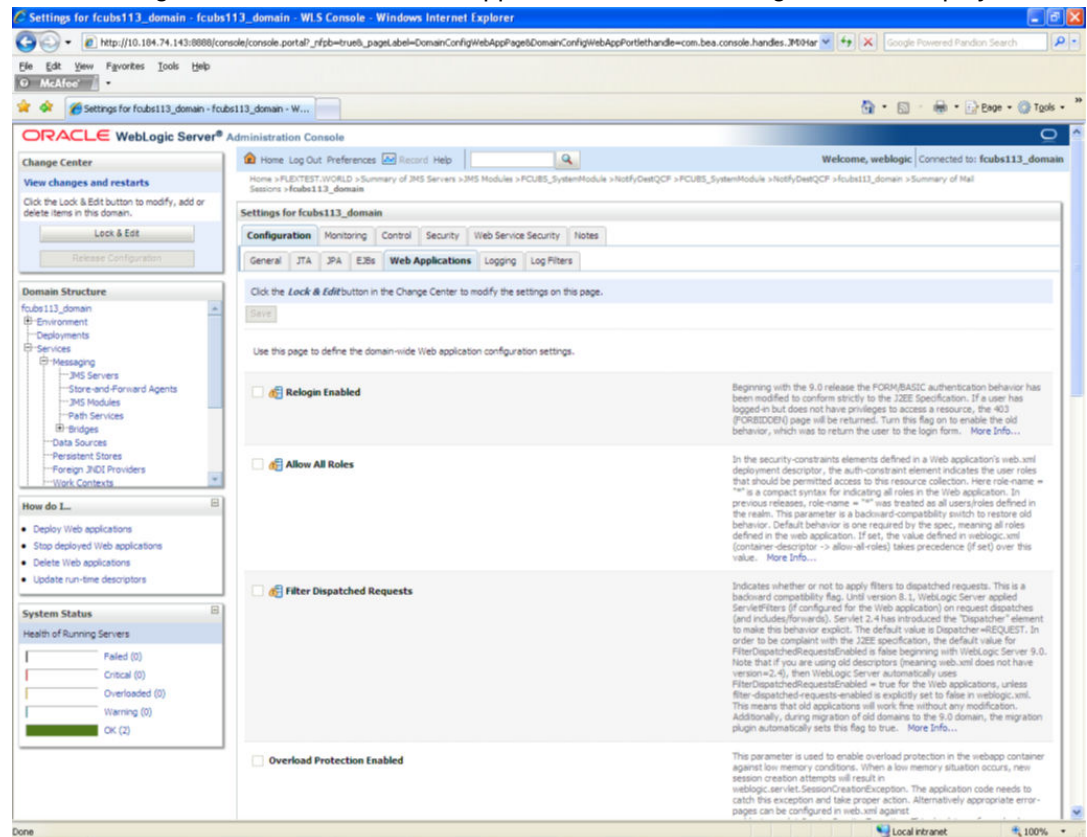 Settings for fcubs113_domain - fcubs113_domain - WLS Console - Windows Internet Explorer
http://10.184.74.143:8888/console/console.portal?_nfpb=true&_pageLabel=DomainConfigWebAppPage&DomainConfigWebAppPortlethandle=com.bea.console.handles.JMXHar
Google Powered Pandion Search
File Edit View Favorites Tools Help
McAfee
Settings for fcubs113_domain - fcubs113_domain - W...
Page
Tools
ORACLE WebLogic Server® Administration Console
Change Center
View changes and restarts
Click the Lock & Edit button to modify, add or
delete items in this domain.
Lock & Edit
Release Configuration
Domain Structure
fcubs113_domain
Environment
Deployments
Services
Messaging
JMS Servers
Store-and-Forward Agents
JMS Modules
Path Services
Bridges
Data Sources
Persistent Stores
Foreign JNDI Providers
Work Contexts
How do I...
Deploy Web applications
Stop deployed Web applications
Delete Web applications
Update run-time descriptors
System Status
Health of Running Servers
Failed (0)
Critical (0)
Overloaded (0)
Warning (0)
OK (2)
Home Log Out Preferences Record Help
Welcome, weblogic Connected to: fcubs113_domain
Home >FLEXTEST.WORLD >Summary of JMS Servers >JMS Modules >FCUBS_SystemModule >NotifyDestQCF >FCUBS_SystemModule >NotifyDestQCF >fcubs113_domain >Summary of Mail
Sessions >fcubs113_domain
Settings for fcubs113_domain
Configuration Monitoring Control Security Web Service Security Notes
General JTA JPA EJBs Web Applications Logging Log Filters
Click the Lock & Edit button in the Change Center to modify the settings on this page.
Save
Use this page to define the domain-wide Web application configuration settings.
Relogin Enabled
Beginning with the 9.0 release the FORM/BASIC authentication behavior has
been modified to conform strictly to the J2EE Specification. If a user has
logged-in but does not have privileges to access a resource, the 403
(FORBIDDEN) page will be returned. Turn this flag on to enable the old
behavior, which was to return the user to the login form. More Info...
Allow All Roles
In the security-constraints elements defined in a Web application's web.xml
deployment descriptor, the auth-constraint element indicates the user roles
that should be permitted access to this resource collection. Here role-name =
"*" is a compact syntax for indicating all roles in the Web application. In
previous releases, role-name = "*" was treated as all users/roles defined in
the realm. This parameter is a backward-compatibility switch to restore old
behavior. Default behavior is one required by the spec, meaning all roles
defined in the web application. If set, the value defined in weblogic.xml
(container-descriptor -> allow-all-roles) takes precedence (if set) over this
value. More Info...
Filter Dispatched Requests
Indicates whether or not to apply filters to dispatched requests. This is a
backward compatibility flag. Until version 8.1, WebLogic Server applied
ServletFilters (if configured for the Web application) on request dispatches
(and includes/forwards). Servlet 2.4 has introduced the "Dispatcher" element
to make this behavior explicit. The default value is Dispatcher=REQUEST. In
order to be complaint with the J2EE specification, the default value for
FilterDispatchedRequestsEnabled is false beginning with WebLogic Server 9.0.
Note that if you are using old descriptors (meaning web.xml does not have
version=2.4), then WebLogic Server automatically uses
FilterDispatchedRequestsEnabled = true for the Web applications, unless
filter-dispatched-requests-enabled is explicitly set to false in weblogic.xml.
This means that old applications will work fine without any modification.
Additionally, during migration of old domains to the 9.0 domain, the migration
plugin automatically sets this flag to true. More Info...
Overload Protection Enabled
This parameter is used to enable overload protection in the webapp container
against low memory conditions. When a low memory situation occurs, new
session creation attempts will result in
weblogic.servlet.SessionCreationException. The application code needs to
catch this exception and take proper action. Alternatively appropriate error-
pages can be configured in web.xml against
Done
Local intranet
100%